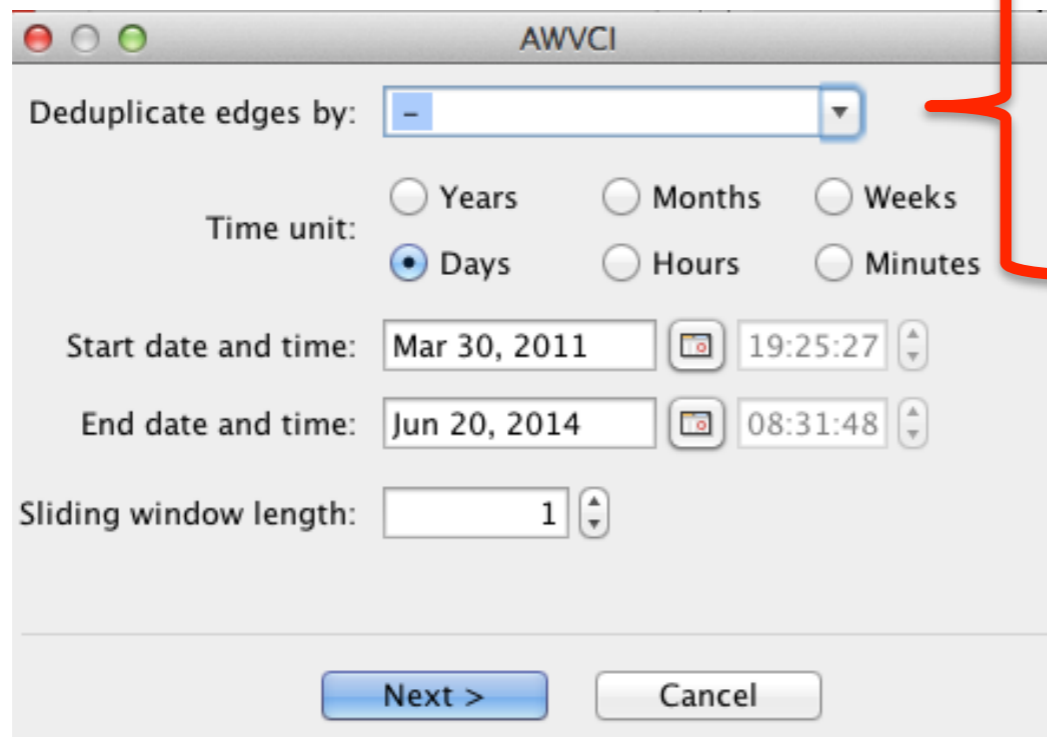 AWVCI
Deduplicate edges by: -
Years Months Weeks
Time unit:
Days Hours Minutes
Start date and time: Mar 30, 2011 19:25:27
End date and time: Jun 20, 2014 08:31:48
Sliding window length: 1
Next > Cancel